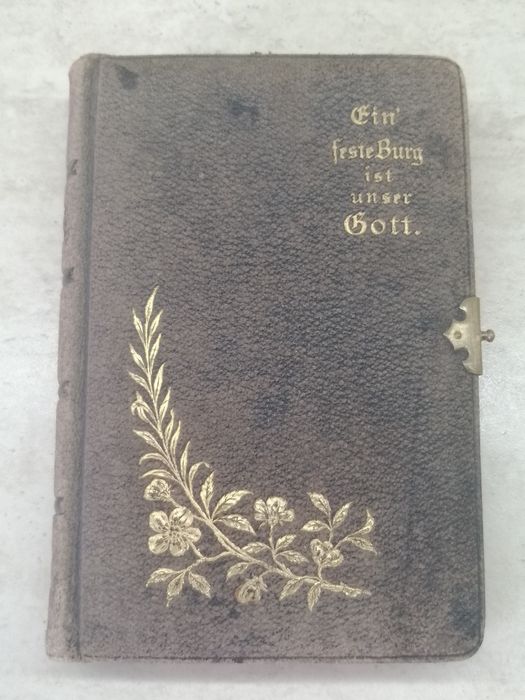 Ein'
feste Burg
ist
unser
Gott.